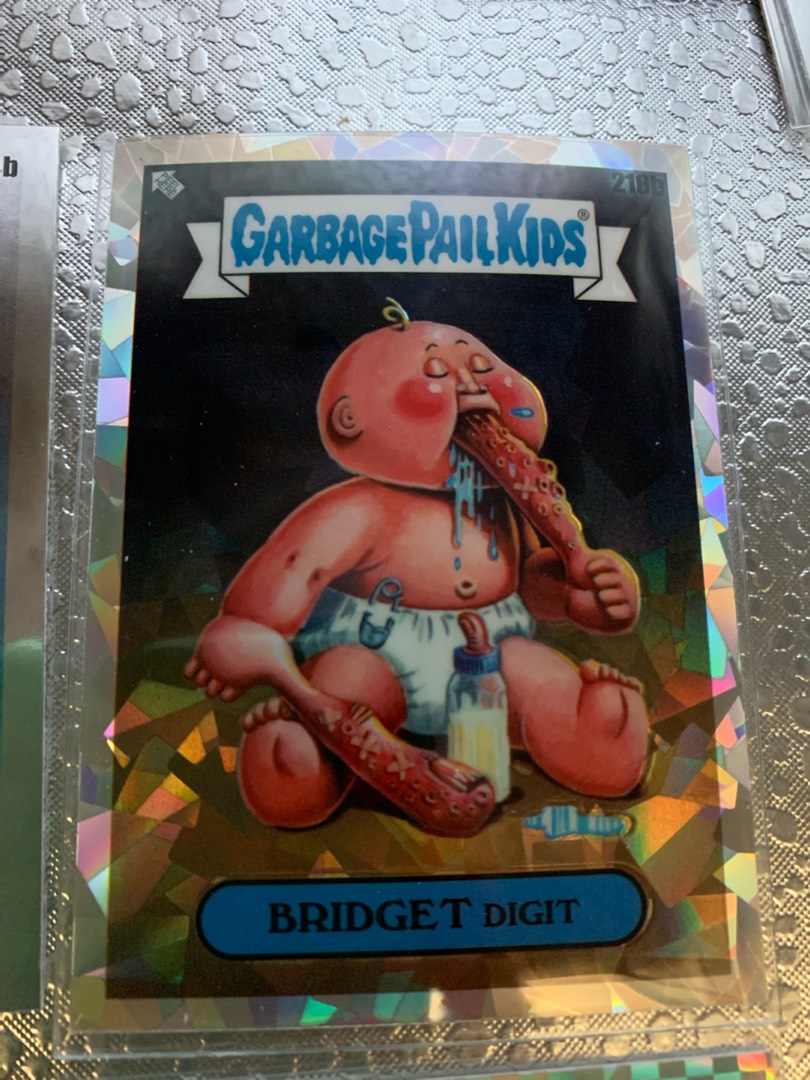 b
218b
GARBAGE PAIL KIDS®
BRIDGET DIGIT